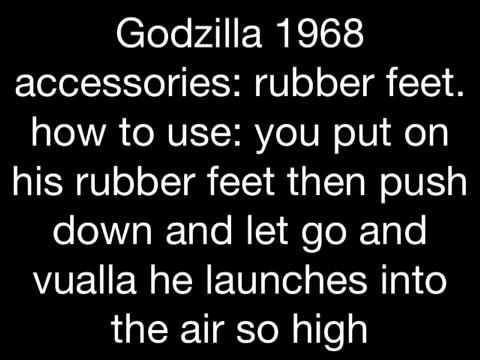 Godzilla 1968
accessories: rubber feet.
how to use: you put on
his rubber feet then push
down and let go and
vualla he launches into
the air so high